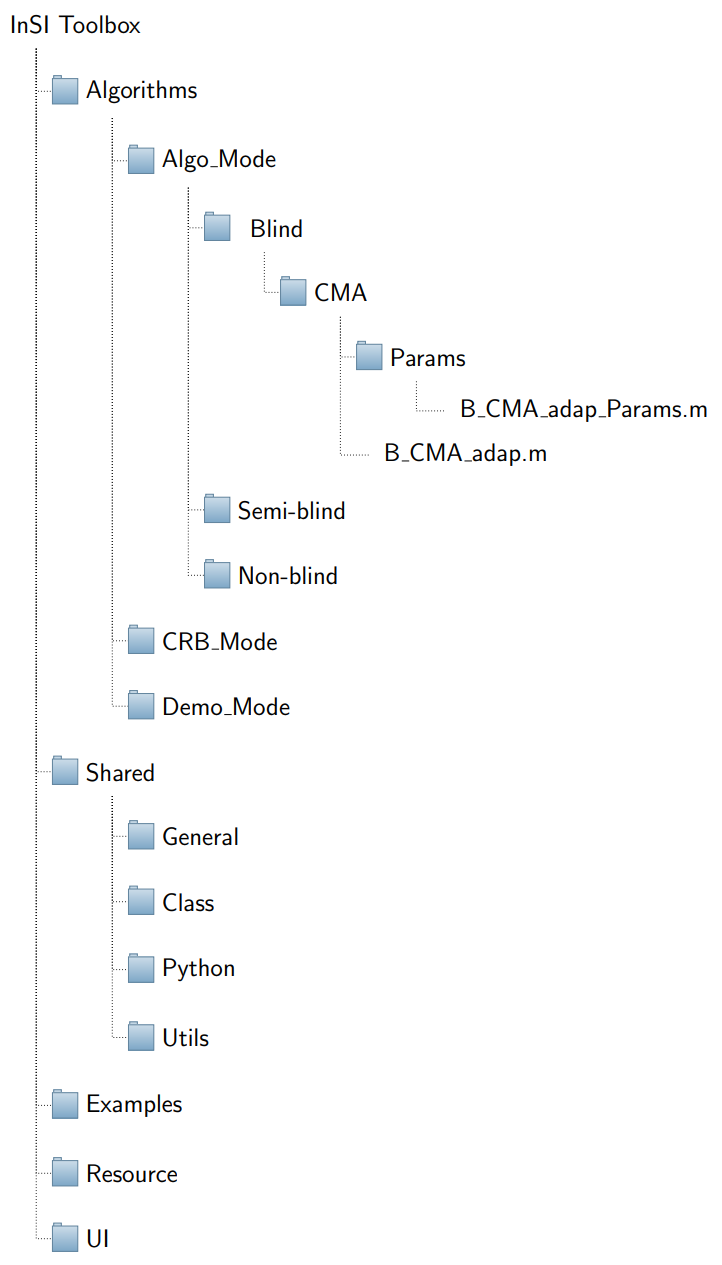 InSI Toolbox
Algorithms
Algo_Mode
Blind
CMA
Params
B_CMA_adap_Params.m
B_CMA_adap.m
Semi-blind
Non-blind
CRB_Mode
Demo_Mode
Shared
General
Class
Python
Utils
Examples
Resource
UI